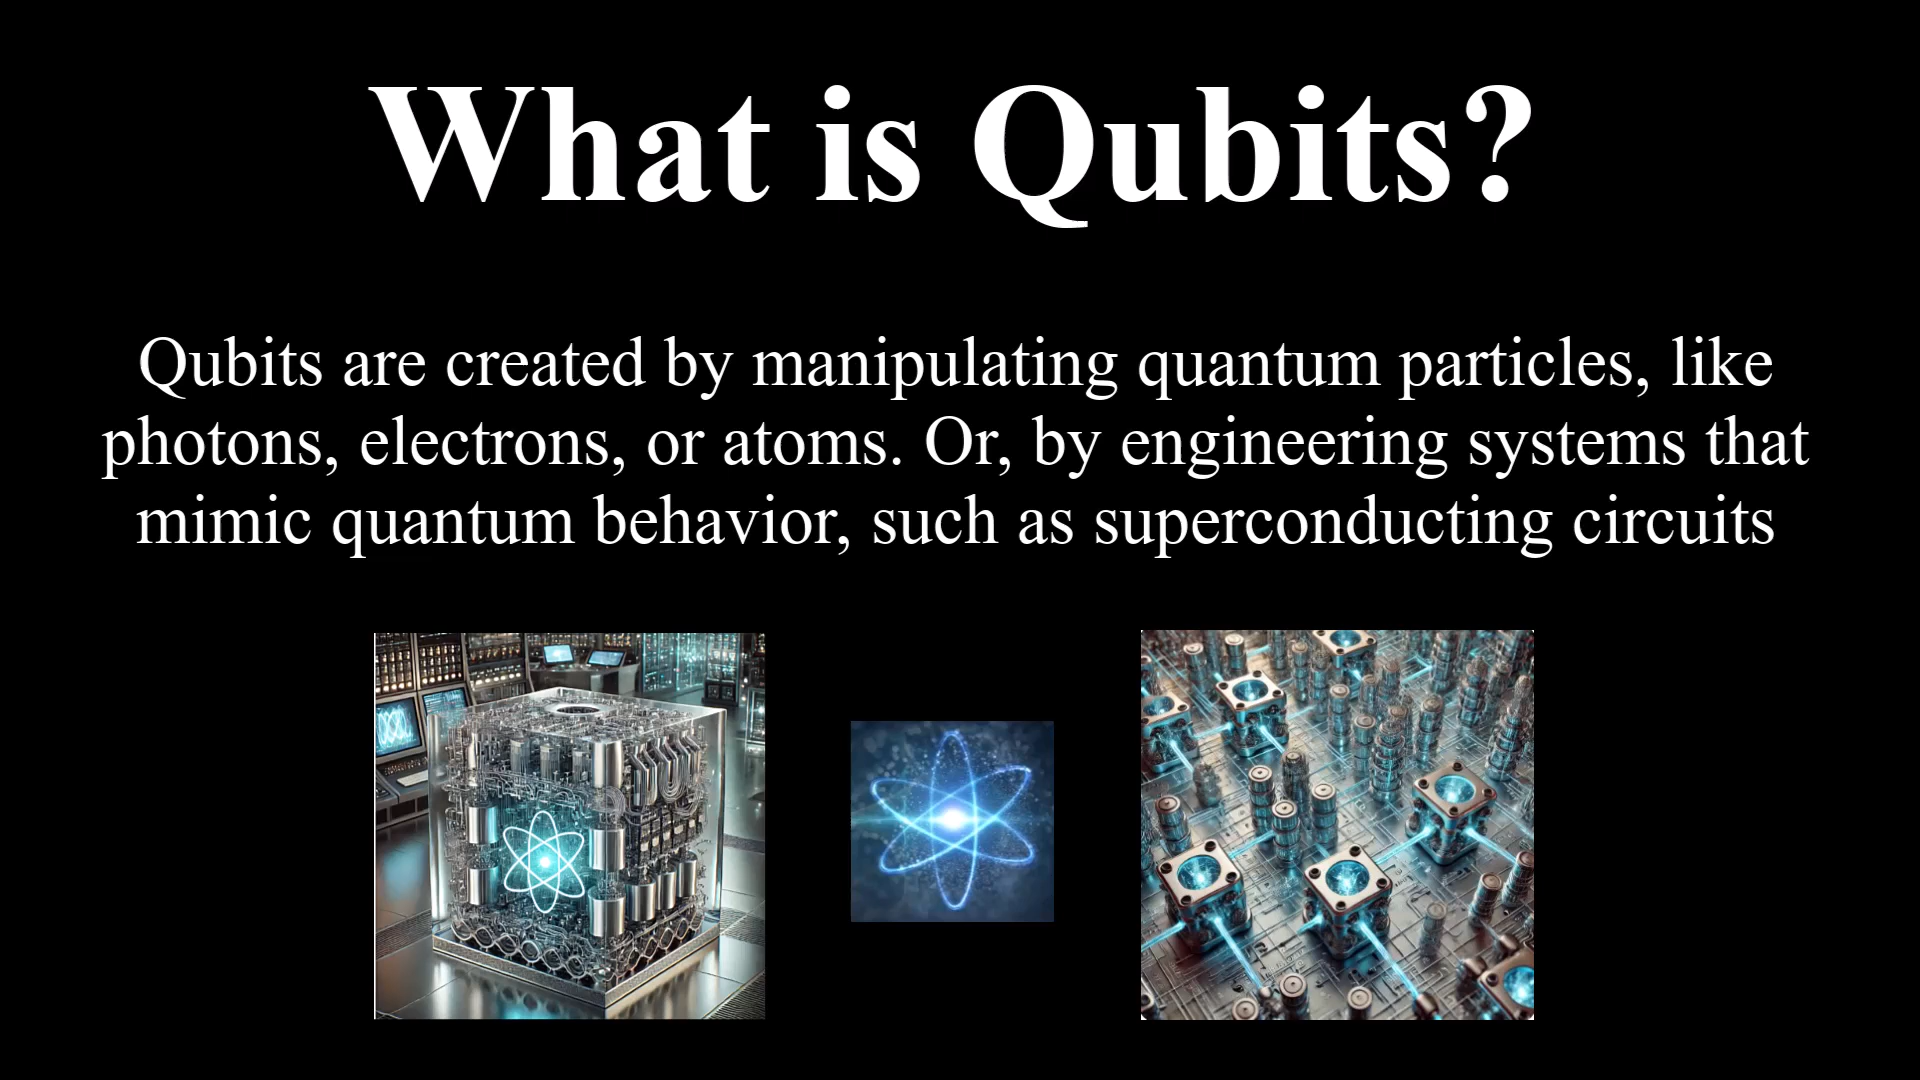 What is Qubits?
Qubits are created by manipulating quantum particles, like
photons, electrons, or atoms. Or, by engineering systems that
mimic quantum behavior, such as superconducting circuits